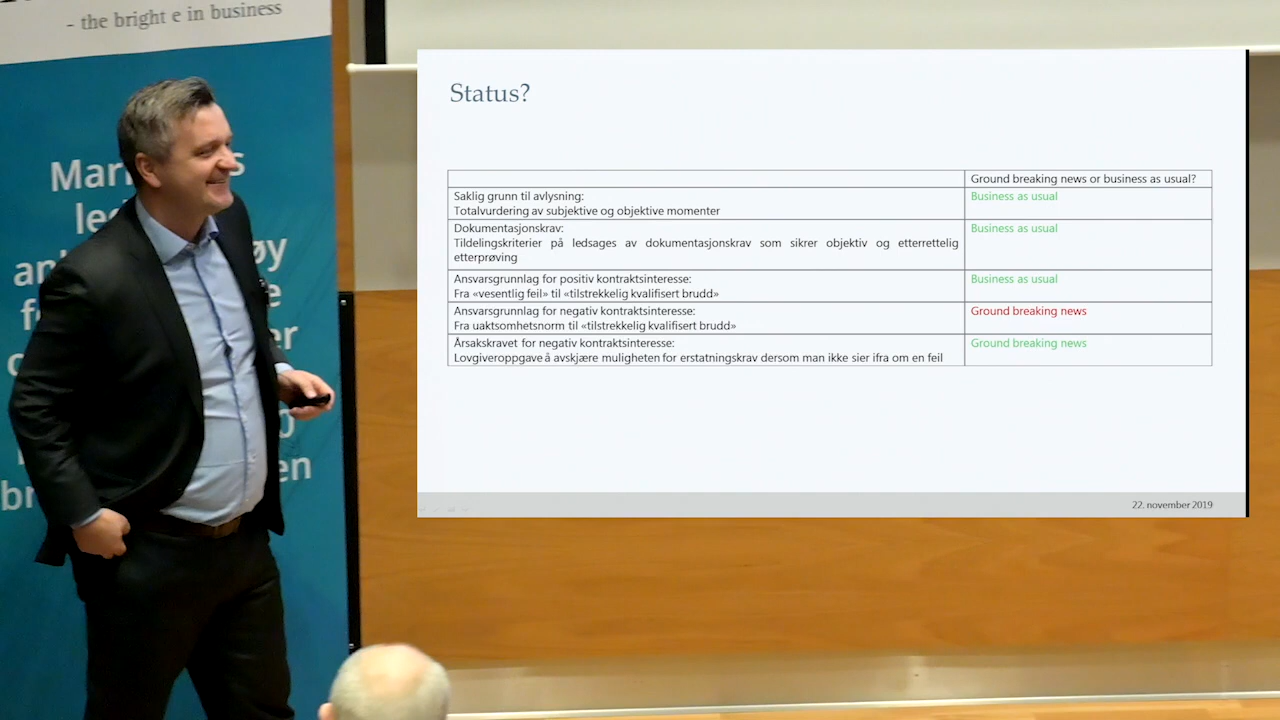 - the bright e in business
Status?
Ground breaking news or business as usual?
Saklig grunn til avlysning:
Totalvurdering av subjektive og objektive momenter
Business as usual
Dokumentasjonskrav:
Tildelingskriterier på ledsages av dokumentasjonskrav som sikrer objektiv og etterrettelig
etterprøving
Business as usual
Ansvarsgrunnlag for positiv kontraktsinteresse:
Fra «vesentlig feil» til «tilstrekkelig kvalifisert brudd»
Business as usual
Ansvarsgrunnlag for negativ kontraktsinteresse:
Fra uaktsomhetsnorm til «tilstrekkelig kvalifisert brudd»
Ground breaking news
Årsakskravet for negativ kontraktsinteresse:
Lovgiveroppgave å avskjære muligheten for erstatningskrav dersom man ikke sier ifra om en feil
Ground breaking news
22. november 2019